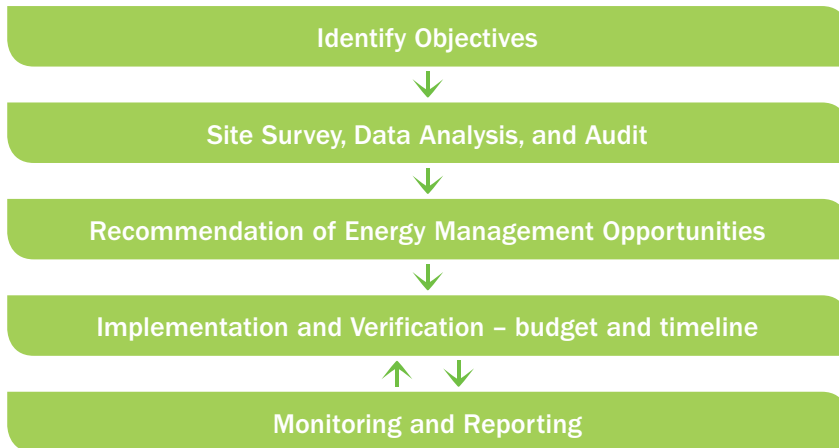 Identify Objectives
Site Survey, Data Analysis, and Audit
Recommendation of Energy Management Opportunities
Implementation and Verification – budget and timeline
Monitoring and Reporting